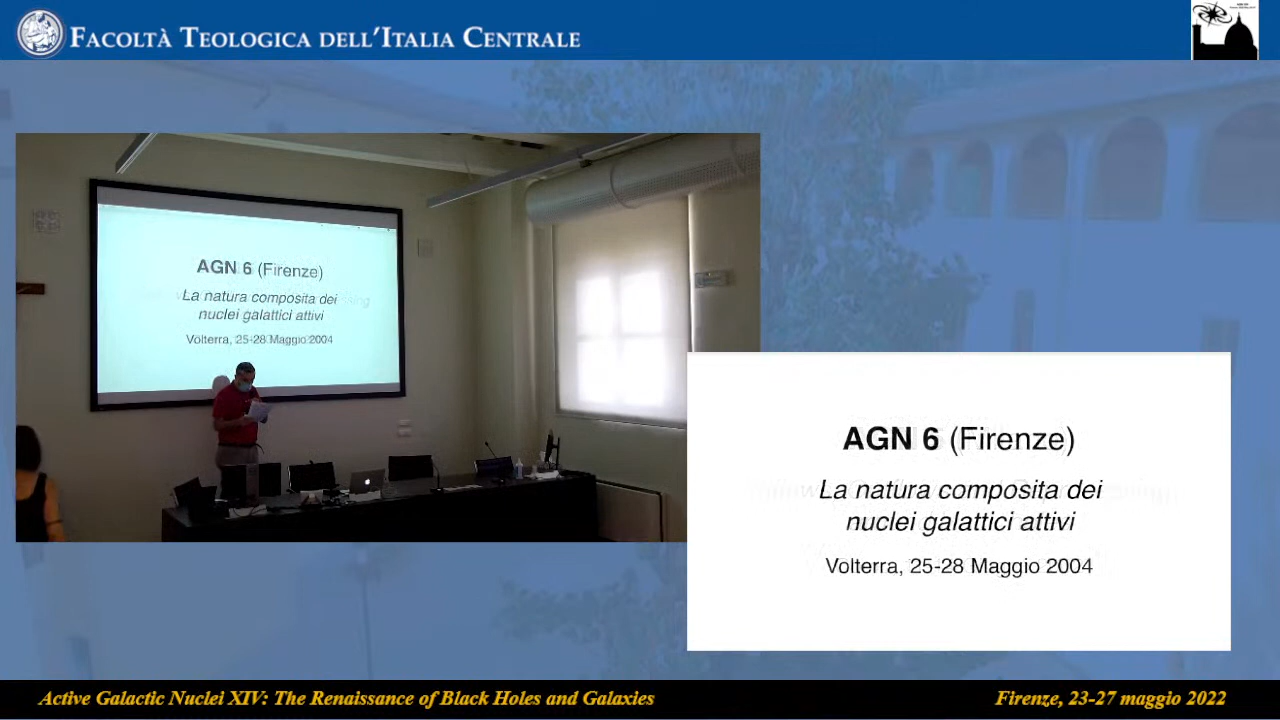 FACOLTÀ TEOLOGICA DELL'ITALIA CENTRALE
AGN 6 (Firenze)
La natura composita dei
nuclei galattici attivi
Volterra, 25-28 Maggio 2004
AGN 6 (Firenze)
La natura composita dei
nuclei galattici attivi
Volterra, 25-28 Maggio 2004
Active Galactic Nuclei XIV: The Renaissance of Black Holes and Galaxies
Firenze, 23-27 maggio 2022